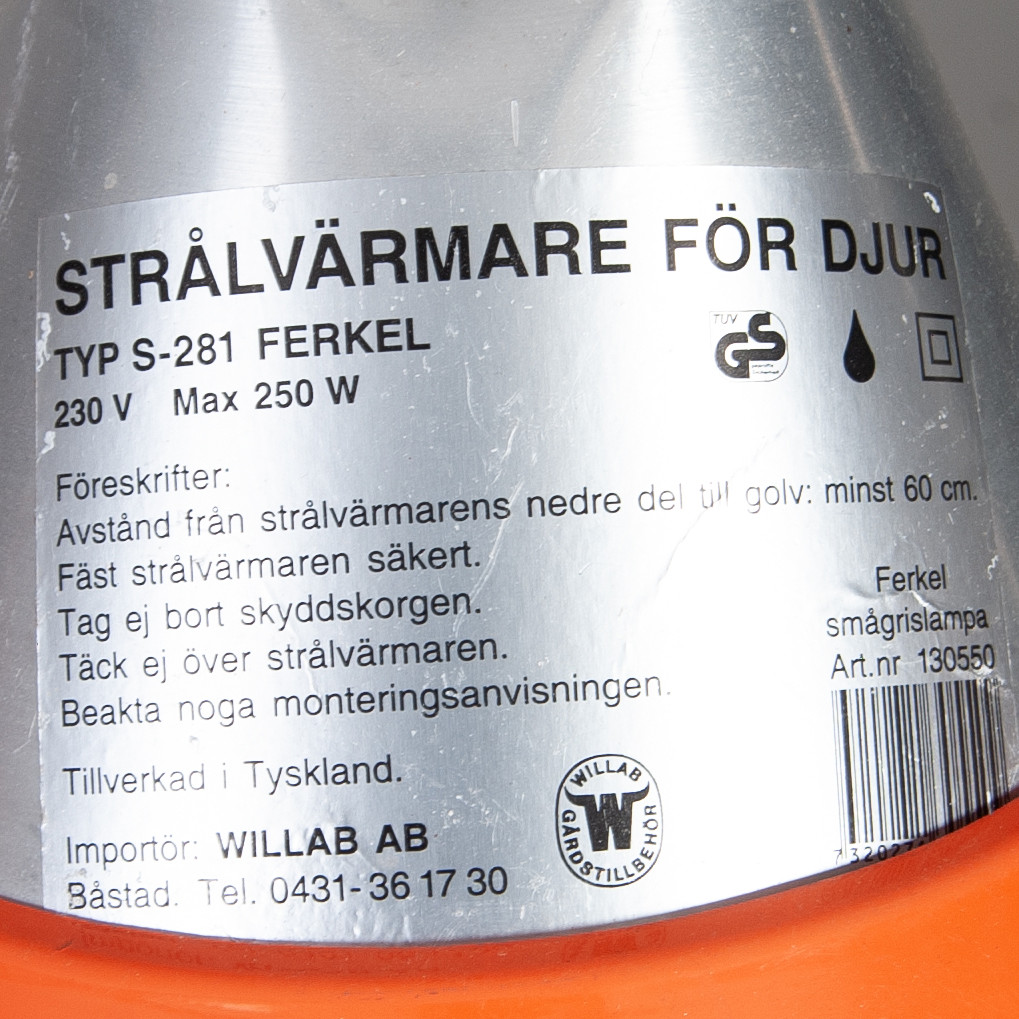 STRÅLVÄRMARE FÖR DJUR
TYP S-281 FERKEL
230 V Max 250 W
TUV
GS
Föreskrifter:
Avstånd från strålvärmarens nedre del till golv: minst 60 cm.
Fäst strålvärmaren säkert.
Tag ej bort skyddskorgen.
Täck ej över strålvärmaren.
Beakta noga monteringsanvisningen.
Ferkel
smågrislampa
Art.nr 130550
Tillverkad i Tyskland.
Importör: WILLAB AB
Båstad. Tel. 0431-36 17 30
WILLAB
W
GÅRDSTILLBEHÖR